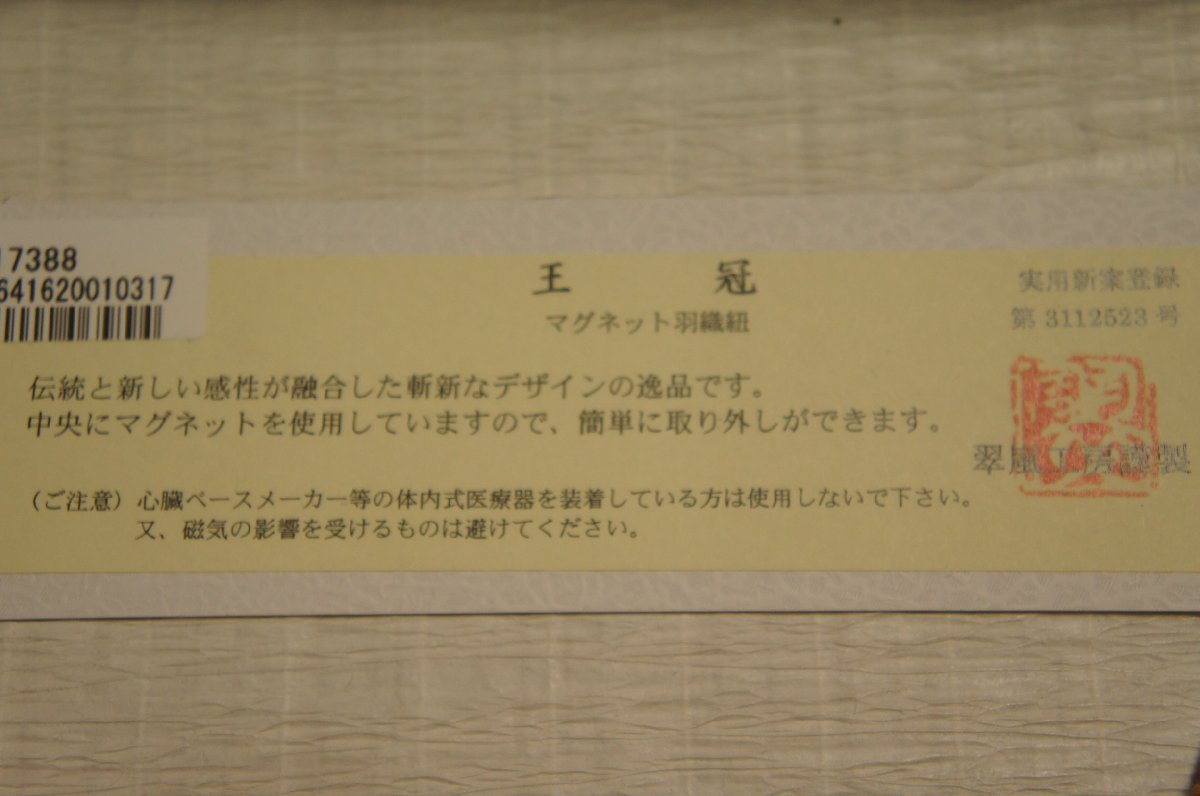 17388
641620010317
王 冠
マグネット羽織紐
実用新案登録
第 3112523 号
伝統と新しい感性が融合した斬新なデザインの逸品です。
中央にマグネットを使用していますので、簡単に取り外しができます。
翠嵐工房謹製
(ご注意) 心臓ペースメーカー等の体内式医療器を装着している方は使用しないで下さい。
又、磁気の影響を受けるものは避けてください。